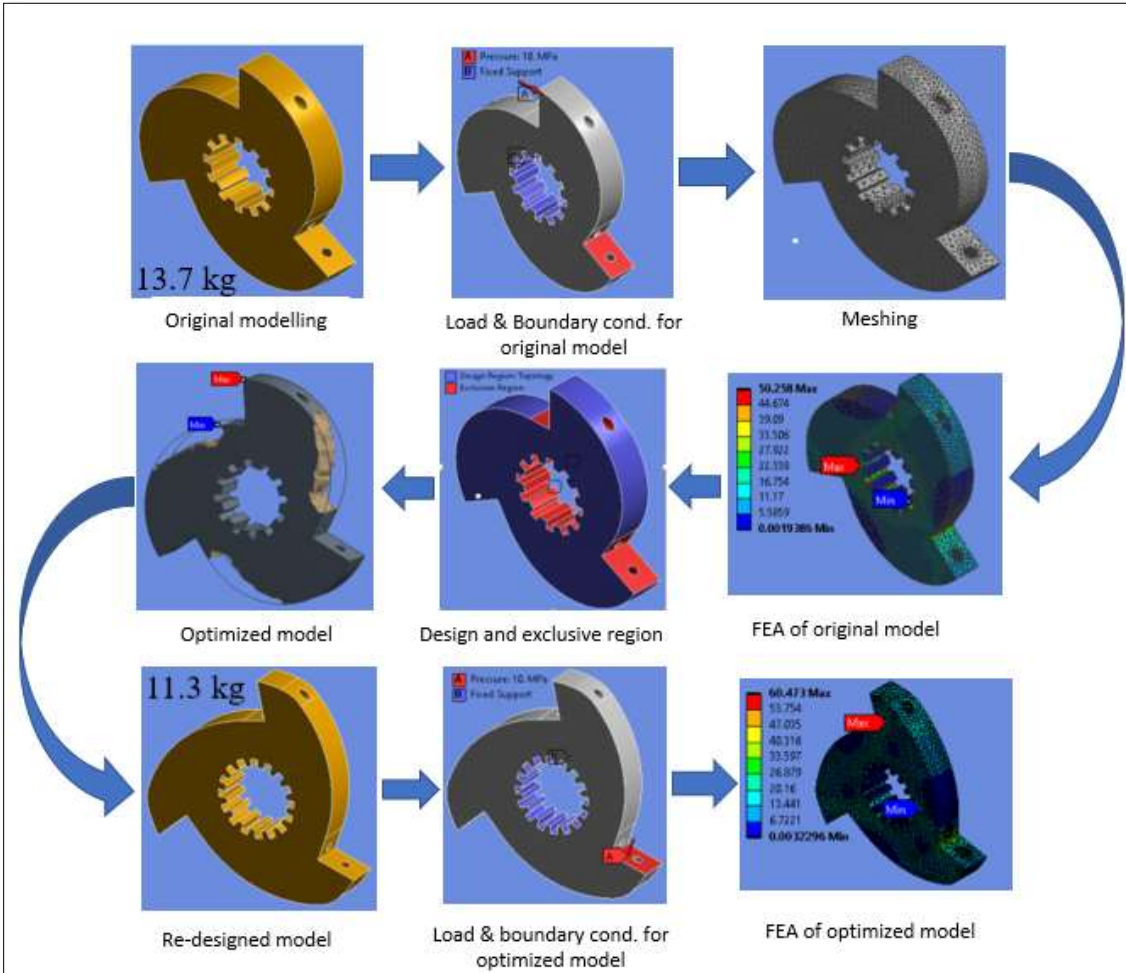 A Pressure: 10. MPa
B Fixed Support
A
13.7 kg
Original modelling
Load & Boundary cond. for
original model
Meshing
Max
Min
Optimized model
Design Region: Topology
Exclusion Region
Design and exclusive region
50.258 Max
44.674
39.09
33.506
27.922
22.338
16.754
11.17
5.5859
0.0019386 Min
Max
Min
FEA of original model
11.3 kg
Re-designed model
A Pressure: 10. MPa
B Fixed Support
A
Load & boundary cond. for
optimized model
60.473 Max
53.754
47.035
40.316
33.597
26.879
20.16
13.441
6.7221
0.0032296 Min
Max
Min
FEA of optimized model